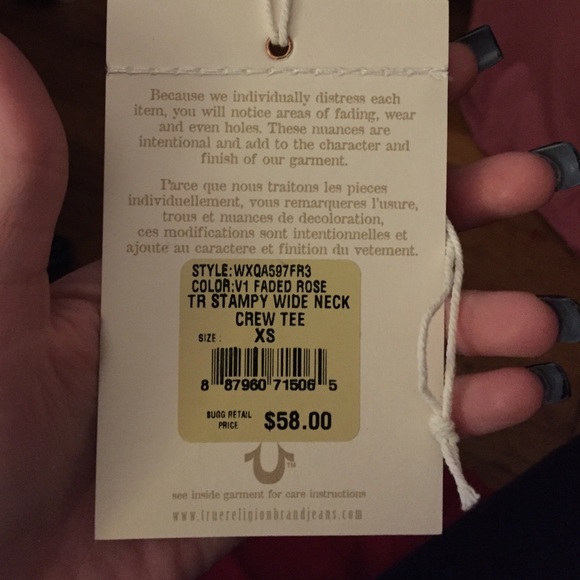 Because we individually distress each
item, you will notice areas of fading, wear
and even holes. These nuances are
intentional and add to the character and
finish of our garment.
Parce que nous traitons les pieces
individuellement, vous remarqueres l'usure,
trous et nuances de decoloration,
ces modifications sont intentionnelles et
ajoute au caractere et finition du vetement.
STYLE:WXQA597FR3
COLOR:V1 FADED ROSE
TR STAMPY WIDE NECK
CREW TEE
SIZE: XS
8 87960 71506 5
SUGG RETAIL
PRICE $58.00
TM
see inside garment for care instructions
www.truereligionbrandjeans.com